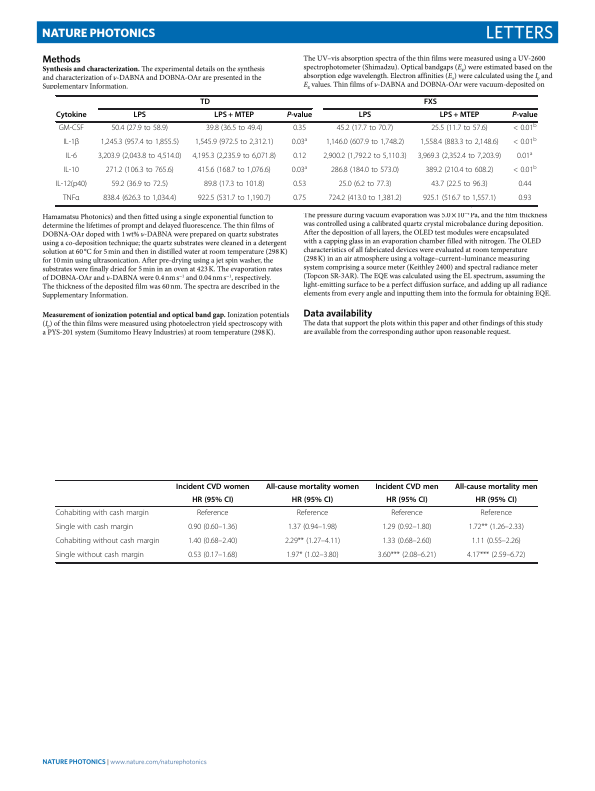 NATURE PHOTONICS
LETTERS
Methods
Synthesis and characterization. The experimental details on the synthesis
and characterization of ν-DABNA and DOBNA-OAr are presented in the
Supplementary Information.
The UV–vis absorption spectra of the thin films were measured using a UV-2600
spectrophotometer (Shimadzu). Optical bandgaps (Eg) were estimated based on the
absorption edge wavelength. Electron affinities (Ea) were calculated using the Ip and
Eg values. Thin films of ν-DABNA and DOBNA-OAr were vacuum-deposited on
TD FXS
Cytokine LPS LPS + MTEP P-value LPS LPS + MTEP P-value
GM-CSF 50.4 (27.9 to 58.9) 39.8 (36.5 to 49.4) 0.35 45.2 (17.7 to 70.7) 25.5 (11.7 to 57.6) < 0.01b
IL-1β 1,245.3 (957.4 to 1,855.5) 1,545.9 (972.5 to 2,312.1) 0.03a 1,146.0 (607.9 to 1,748.2) 1,558.4 (883.3 to 2,148.6) < 0.01b
IL-6 3,203.9 (2,043.8 to 4,514.0) 4,195.3 (2,235.9 to 6,071.8) 0.12 2,900.2 (1,792.2 to 5,110.3) 3,969.3 (2,352.4 to 7,203.9) 0.01a
IL-10 271.2 (106.3 to 765.6) 415.6 (168.7 to 1,076.6) 0.03a 286.8 (184.0 to 573.0) 389.2 (210.4 to 608.2) < 0.01b
IL-12(p40) 59.2 (36.9 to 72.5) 89.8 (17.3 to 101.8) 0.53 25.0 (6.2 to 77.3) 43.7 (22.5 to 96.3) 0.44
TNFα 838.4 (626.3 to 1,034.4) 922.5 (531.7 to 1,190.7) 0.75 724.2 (413.0 to 1,381.2) 925.1 (516.7 to 1,557.1) 0.93
Hamamatsu Photonics) and then fitted using a single exponential function to
determine the lifetimes of prompt and delayed fluorescence. The thin films of
DOBNA-OAr doped with 1 wt% ν-DABNA were prepared on quartz substrates
using a co-deposition technique; the quartz substrates were cleaned in a detergent
solution at 60 °C for 5 min and then in distilled water at room temperature (298 K)
for 10 min using ultrasonication. After pre-drying using a jet spin washer, the
substrates were finally dried for 5 min in an oven at 423 K. The evaporation rates
of DOBNA-OAr and ν-DABNA were 0.4 nm s−1 and 0.04 nm s−1, respectively.
The thickness of the deposited film was 60 nm. The spectra are described in the
Supplementary Information.
Measurement of ionization potential and optical band gap. Ionization potentials
(Ip) of the thin films were measured using photoelectron yield spectroscopy with
a PYS-201 system (Sumitomo Heavy Industries) at room temperature (298 K).
The pressure during vacuum evaporation was 5.0 × 10−4 Pa, and the film thickness
was controlled using a calibrated quartz crystal microbalance during deposition.
After the deposition of all layers, the OLED test modules were encapsulated
with a capping glass in an evaporation chamber filled with nitrogen. The OLED
characteristics of all fabricated devices were evaluated at room temperature
(298 K) in an air atmosphere using a voltage–current–luminance measuring
system comprising a source meter (Keithley 2400) and spectral radiance meter
(Topcon SR-3AR). The EQE was calculated using the EL spectrum, assuming the
light-emitting surface to be a perfect diffusion surface, and adding up all radiance
elements from every angle and inputting them into the formula for obtaining EQE.
Data availability
The data that support the plots within this paper and other findings of this study
are available from the corresponding author upon reasonable request.
Incident CVD women All-cause mortality women Incident CVD men All-cause mortality men
HR (95% CI) HR (95% CI) HR (95% CI) HR (95% CI)
Cohabiting with cash margin Reference Reference Reference Reference
Single with cash margin 0.90 (0.60–1.36) 1.37 (0.94–1.98) 1.29 (0.92–1.80) 1.72** (1.26–2.33)
Cohabiting without cash margin 1.40 (0.68–2.40) 2.29** (1.27–4.11) 1.33 (0.68–2.60) 1.11 (0.55–2.26)
Single without cash margin 0.53 (0.17–1.68) 1.97* (1.02–3.80) 3.60*** (2.08–6.21) 4.17*** (2.59–6.72)
NATURE PHOTONICS | www.nature.com/naturephotonics